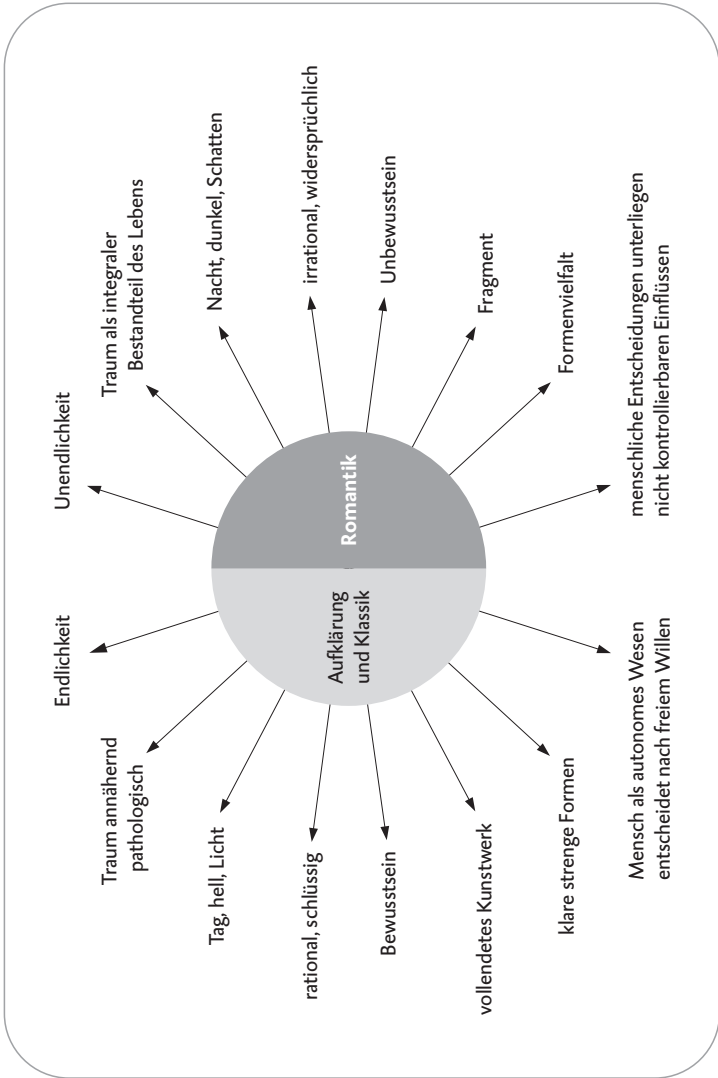 Endlichkeit
Unendlichkeit
Traum annähernd
pathologisch
Traum als integraler
Bestandteil des Lebens
Tag, hell, Licht
Nacht, dunkel, Schatten
rational, schlüssig
irrational, widersprüchlich
Aufklärung
und Klassik
Romantik
Bewusstsein
Unbewusstsein
vollendetes Kunstwerk
Fragment
klare strenge Formen
Formenvielfalt
Mensch als autonomes Wesen
entscheidet nach freiem Willen
menschliche Entscheidungen unterliegen
nicht kontrollierbaren Einflüssen